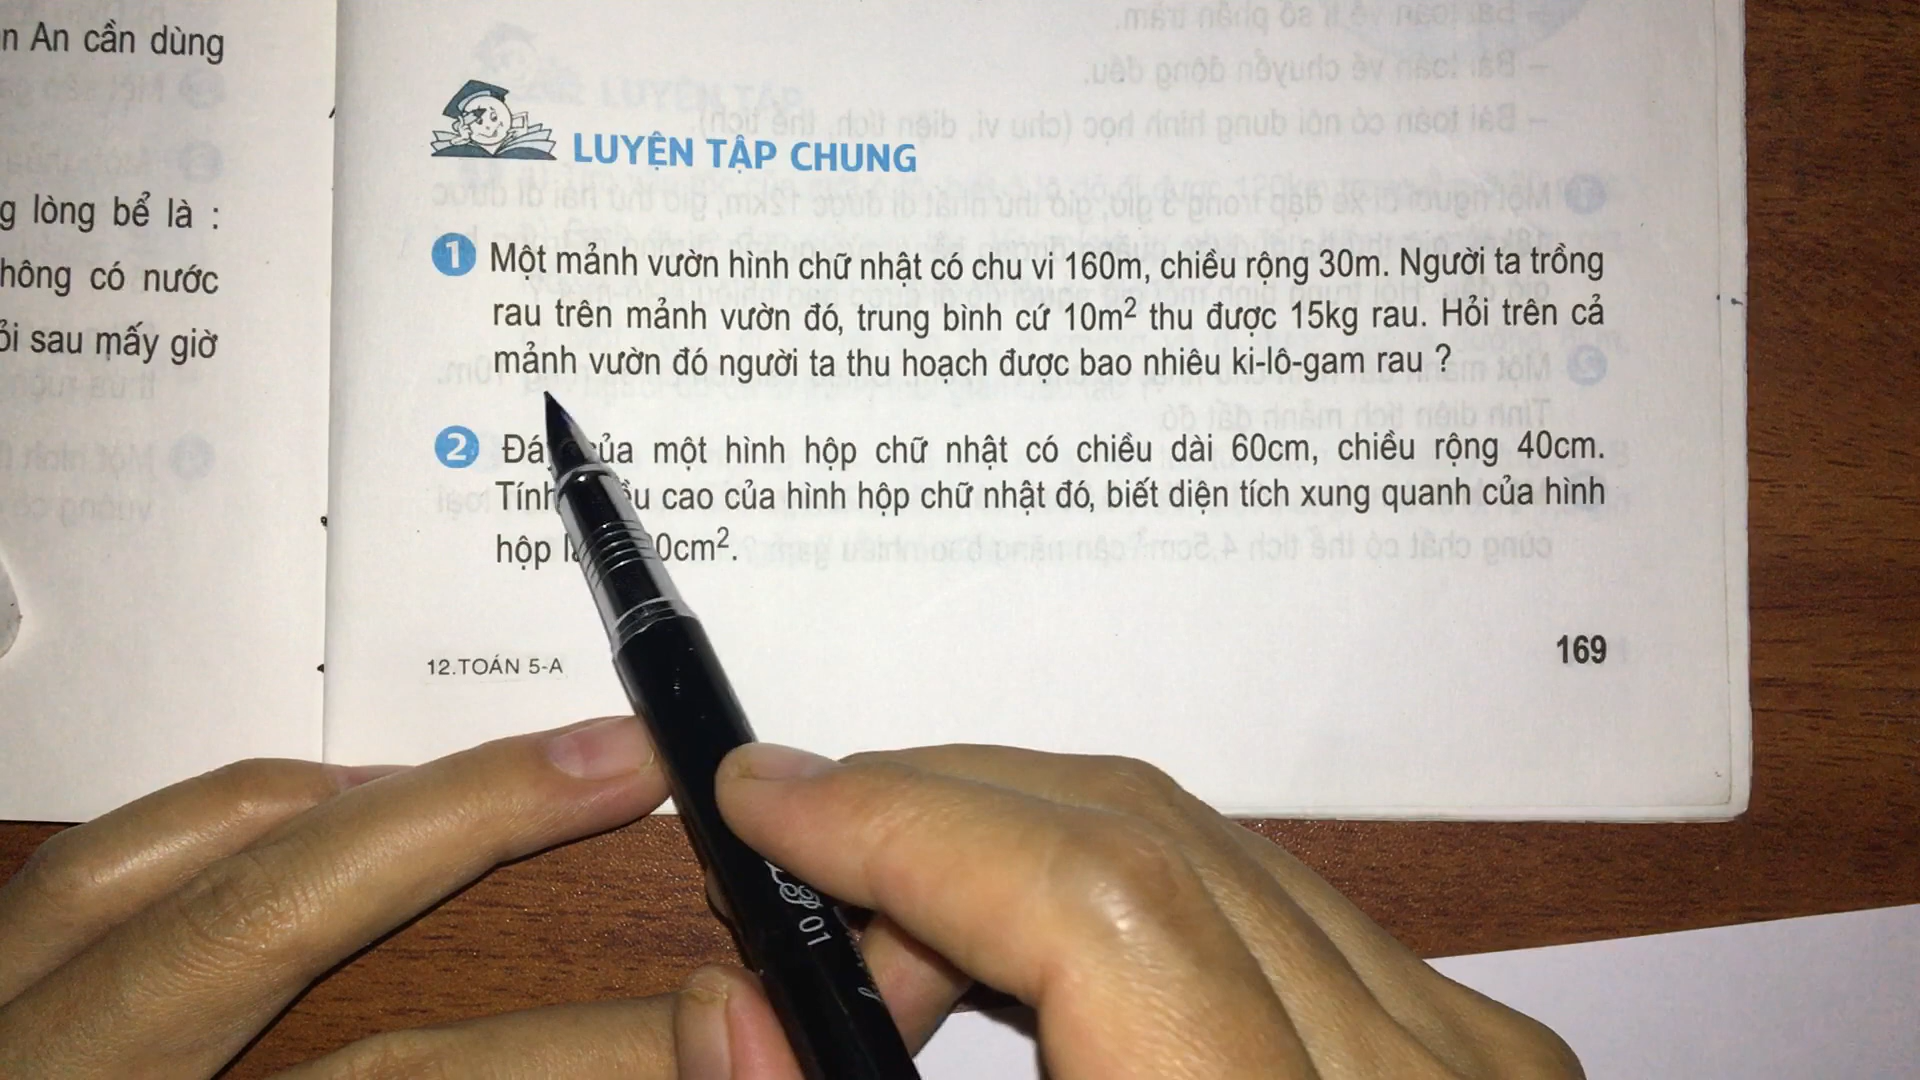 n An cần dùng
g lòng bể là :
hông có nước
ỏi sau mấy giờ
LUYỆN TẬP CHUNG
1 Một mảnh vườn hình chữ nhật có chu vi 160m, chiều rộng 30m. Người ta trồng
rau trên mảnh vườn đó, trung bình cứ 10m² thu được 15kg rau. Hỏi trên cả
mảnh vườn đó người ta thu hoạch được bao nhiêu ki-lô-gam rau ?
2 của một hình hộp chữ nhật có chiều dài 60cm, chiều rộng 40cm.
cao của hình hộp chữ nhật đó, biết diện tích xung quanh của hình
hộp 0cm².
12.TOÁN 5-A
169
01